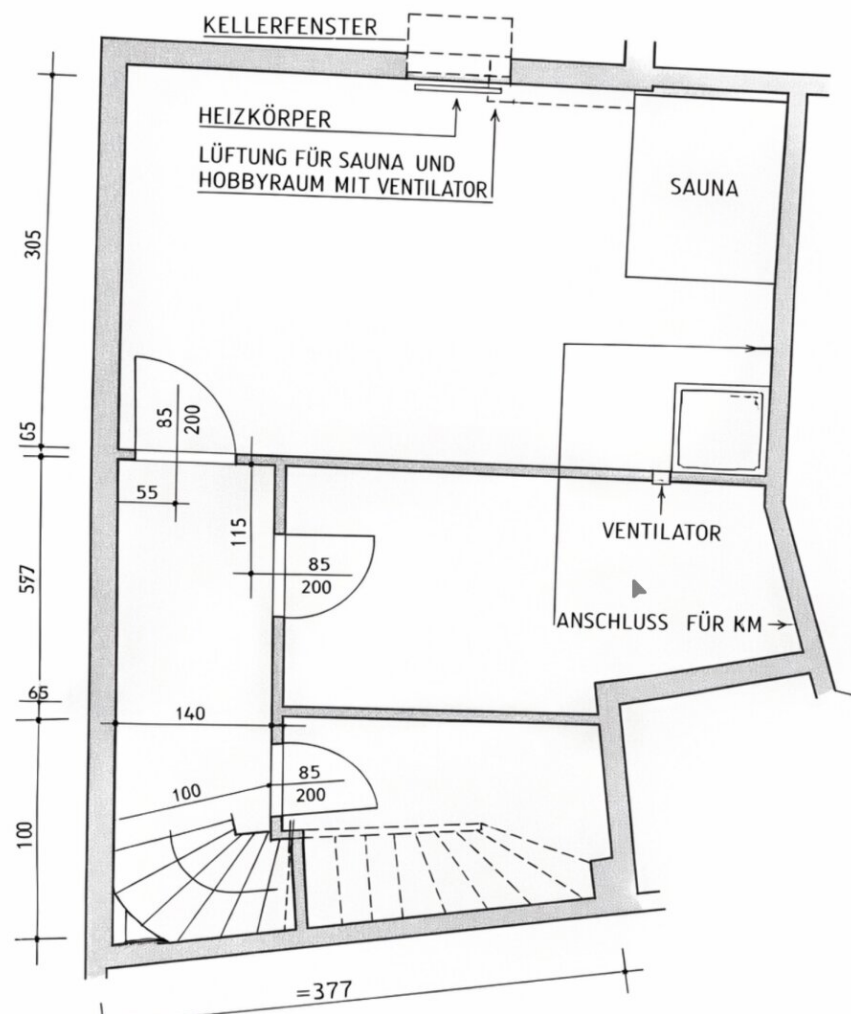 KELLERFENSTER
HEIZKÖRPER
LÜFTUNG FÜR SAUNA UND
HOBBYRAUM MIT VENTILATOR
SAUNA
305
85
200
65
55
115
577
85
200
VENTILATOR
ANSCHLUSS FÜR KM
65
140
100
85
200
100
=377